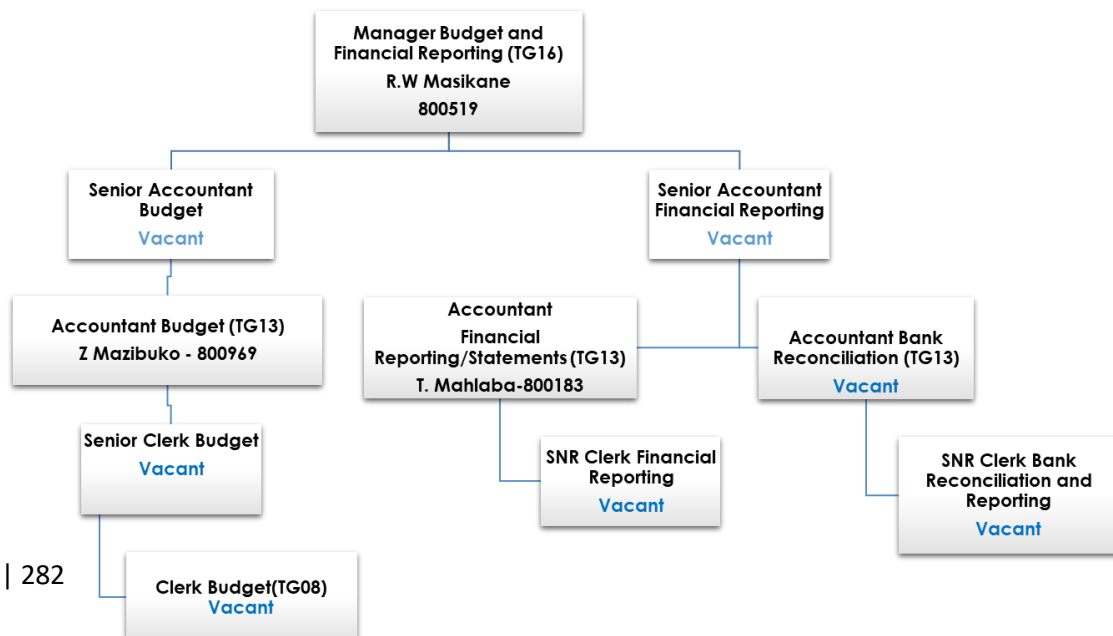 Manager Budget and
Financial Reporting (TG16)
R.W Masikane
800519
Senior Accountant
Budget
Vacant
Senior Accountant
Financial Reporting
Vacant
Accountant Budget (TG13)
Z Mazibuko - 800969
Accountant
Financial
Reporting/Statements (TG13)
T. Mahlaba-800183
Accountant Bank
Reconciliation (TG13)
Vacant
Senior Clerk Budget
Vacant
SNR Clerk Financial
Reporting
Vacant
SNR Clerk Bank
Reconciliation and
Reporting
Vacant
| 282
Clerk Budget(TG08)
Vacant